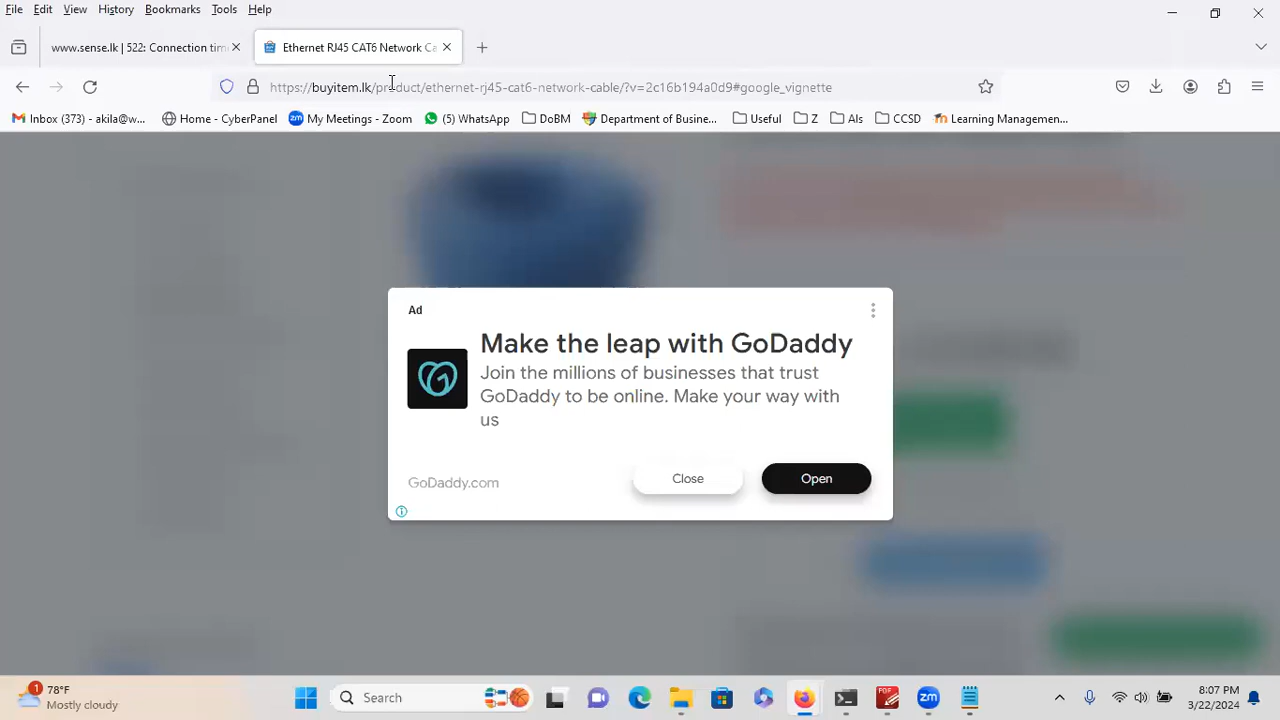 File Edit View History Bookmarks Tools Help
www.sense.lk | 522: Connection tim
Ethernet RJ45 CAT6 Network Ca
https://buyitem.lk/product/ethernet-rj45-cat6-network-cable/?v=2c16b194a0d9#google_vignette
Inbox (373) - akila@w... Home - CyberPanel My Meetings - Zoom (5) WhatsApp DoBM Department of Busine... Useful Z AIs CCSD Learning Managemen...
Ad
Make the leap with GoDaddy
Join the millions of businesses that trust
GoDaddy to be online. Make your way with
us
GoDaddy.com
Close
Open
1
78°F
Mostly cloudy
Search
PDF
zm
6:07 PM
3/22/2024